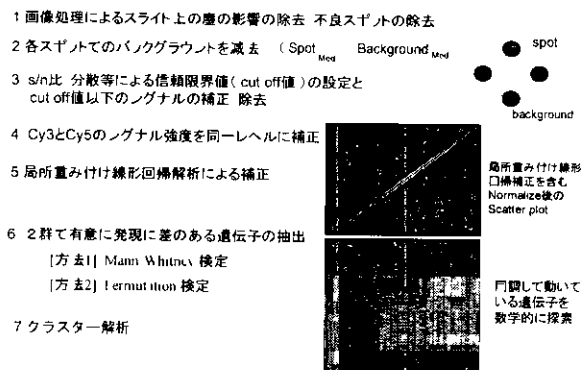 1 画像処理によるスライト上の塵の影響の除去 不良スポットの除去
2 各スポットてのバックグラウントを減去 ( Spot Med Background Med
3 s/n比 分散等による信頼限界値( cut off値 )の設定と
cut off値以下のノグナルの補正 除去
4 Cy3とCy5のノグナル強度を同一レヘルに補正
5 局所重み付け線形回帰解析による補正
6 2群て有意に発現に差のある遺伝子の抽出
[方法1] Mann Whitney 検定
[方法2] Permutation 検定
7 クラスター解析
spot
background
局所重み付け線形
回帰補正を含む
Normalize後の
Scatter plot
同調して動いて
いる遺伝子を
数学的に探索